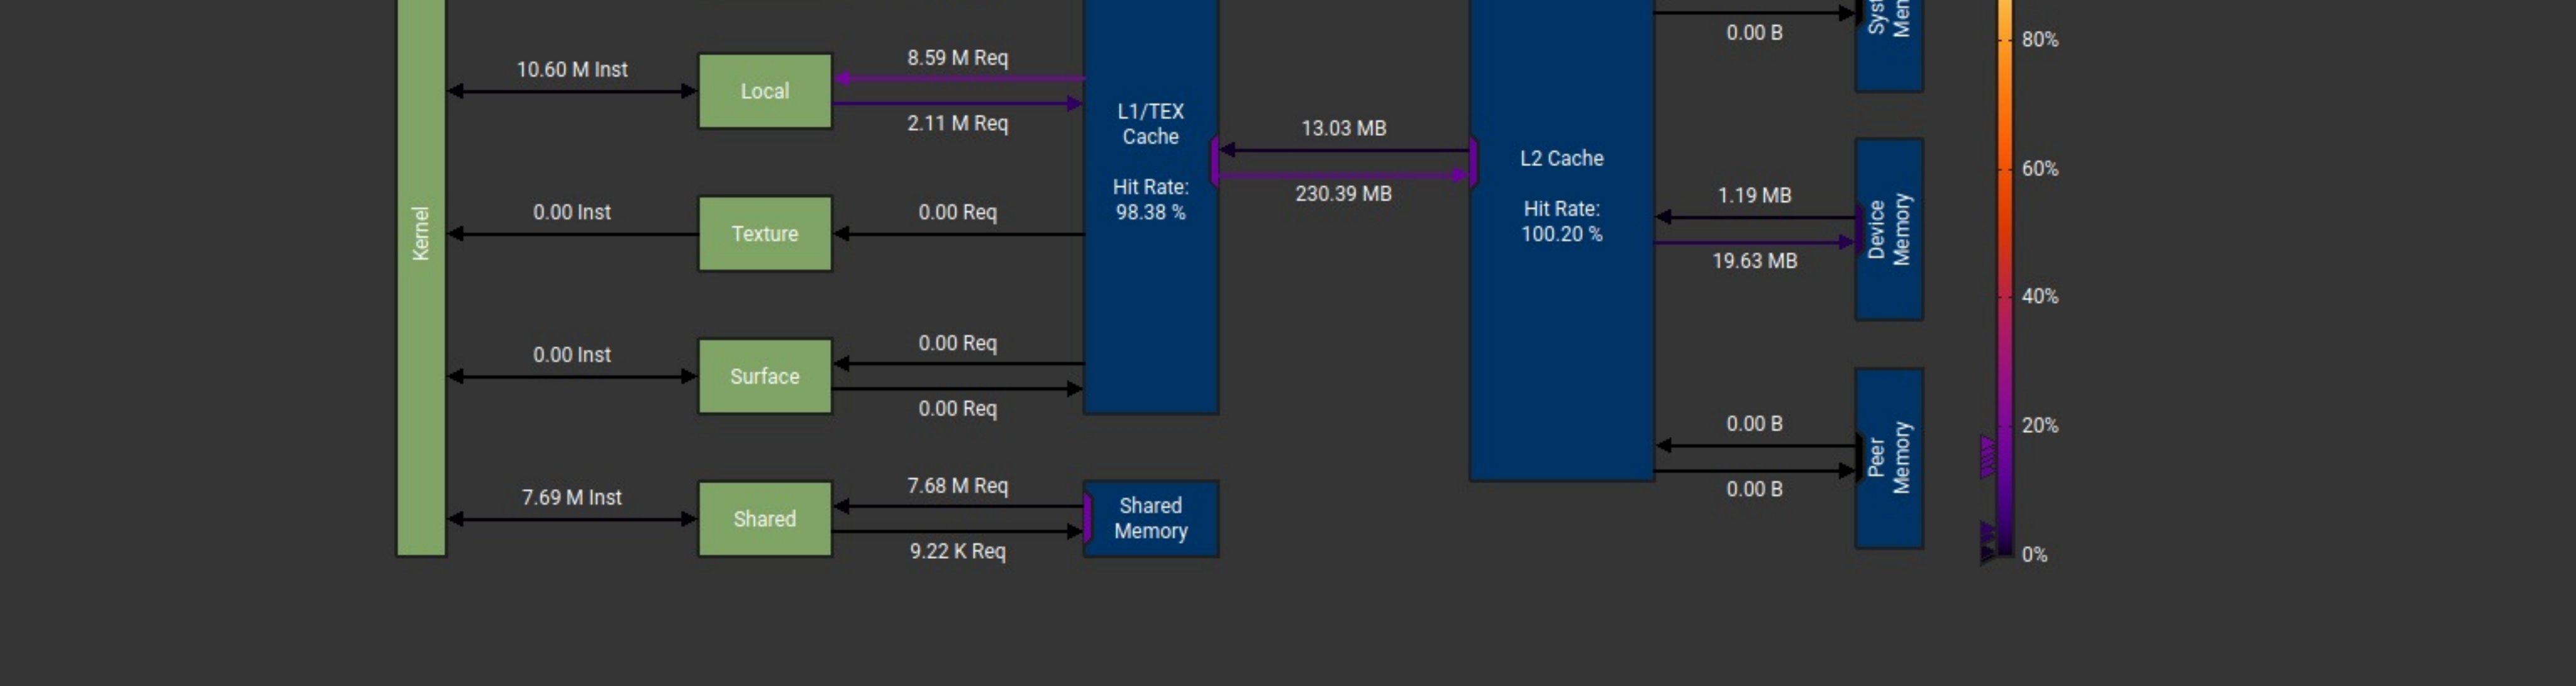 0.00 B
Syst
Mem
80%
8.59 M Req
10.60 M Inst
Local
2.11 M Req
L1/TEX
Cache
Hit Rate:
98.38 %
13.03 MB
230.39 MB
L2 Cache
Hit Rate:
100.20 %
60%
1.19 MB
19.63 MB
Device
Memory
Kernel
0.00 Inst
Texture
0.00 Req
40%
0.00 Inst
Surface
0.00 Req
0.00 Req
20%
0.00 B
0.00 B
Peer
Memory
7.69 M Inst
Shared
7.68 M Req
9.22 K Req
Shared
Memory
0%